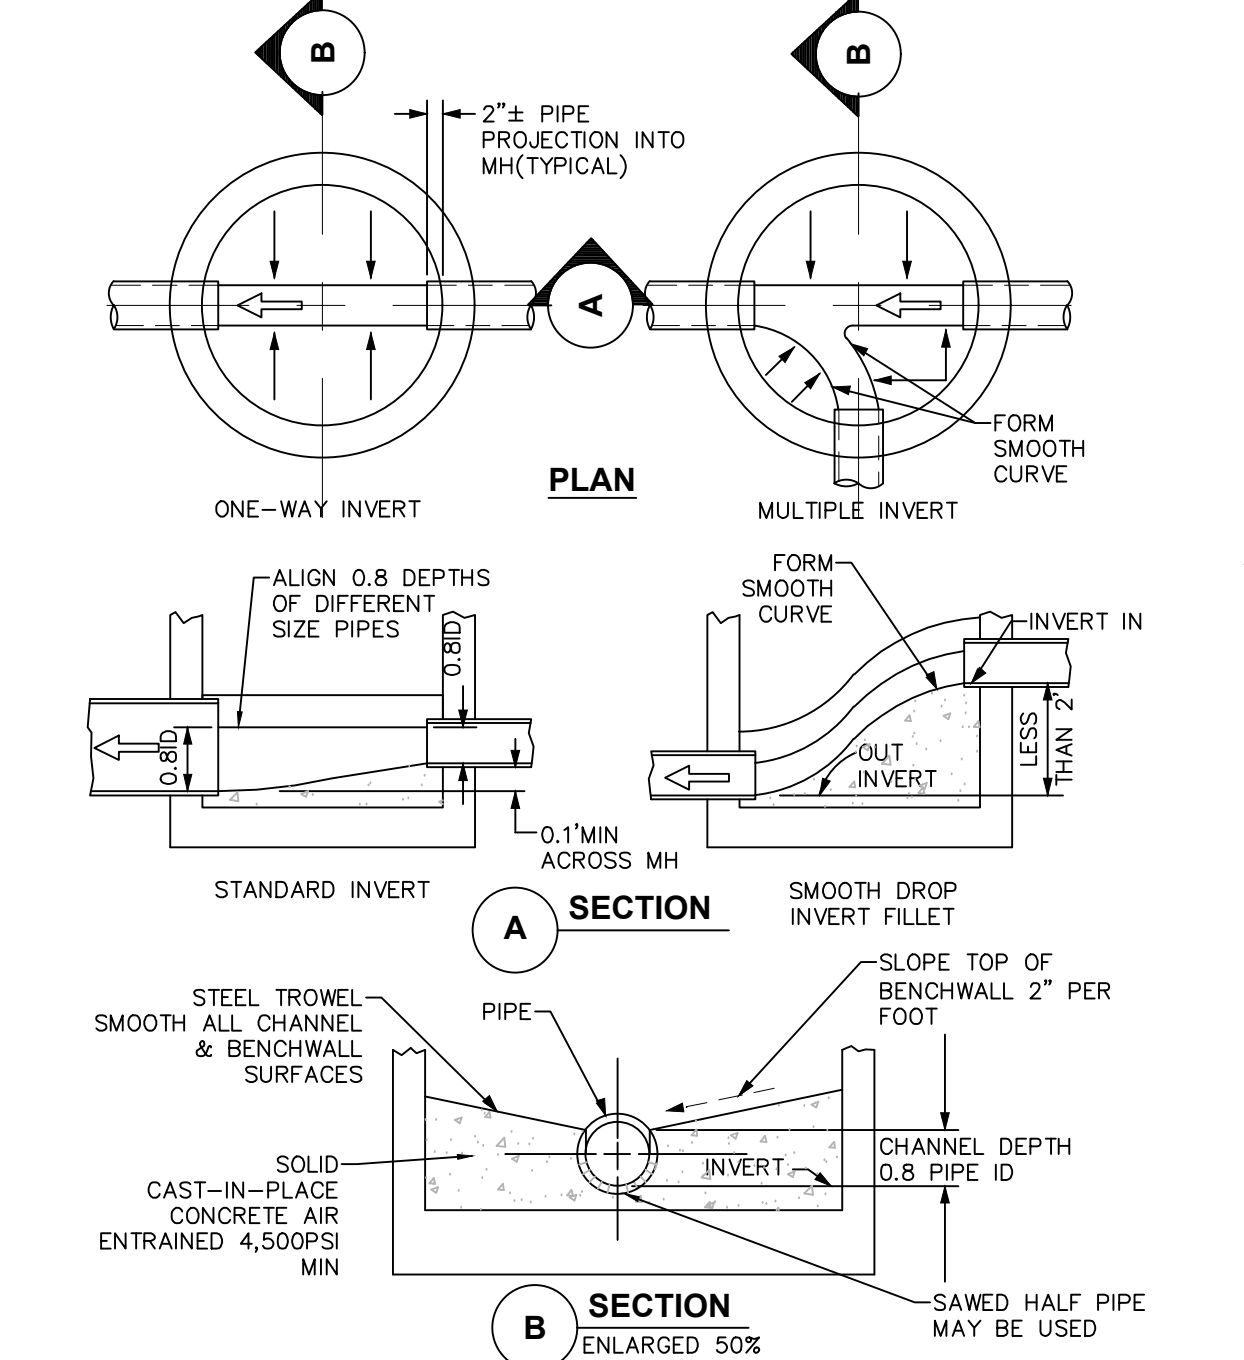 B
B
2”± PIPE
PROJECTION INTO
MH(TYPICAL)
A
FORM
SMOOTH
CURVE
PLAN
ONE-WAY INVERT
MULTIPLE INVERT
ALIGN 0.8 DEPTHS
OF DIFFERENT
SIZE PIPES
0.8ID
0.8ID
0.1’MIN
ACROSS MH
STANDARD INVERT
FORM
SMOOTH
CURVE
INVERT IN
OUT
INVERT
LESS
THAN 2’
SMOOTH DROP
INVERT FILLET
A
SECTION
STEEL TROWEL
SMOOTH ALL CHANNEL
& BENCHWALL
SURFACES
PIPE
SLOPE TOP OF
BENCHWALL 2” PER
FOOT
SOLID
CAST-IN-PLACE
CONCRETE AIR
ENTRAINED 4,500PSI
MIN
INVERT
CHANNEL DEPTH
0.8 PIPE ID
SAWED HALF PIPE
MAY BE USED
B
SECTION
ENLARGED 50%